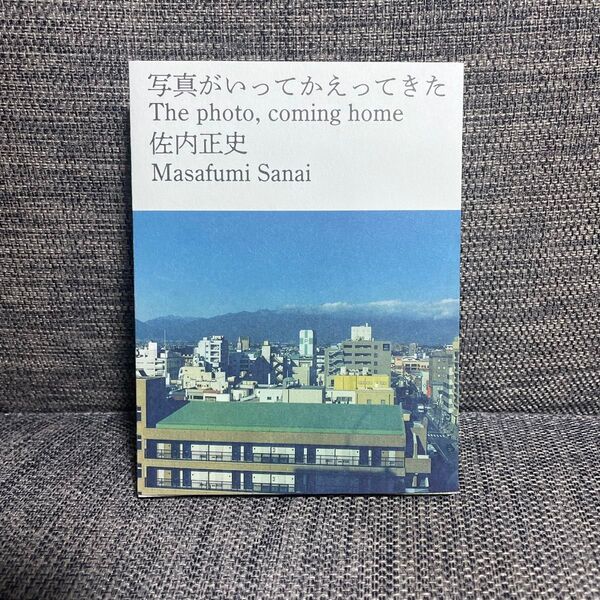 写真がいってかえってきた
The photo, coming home
佐内正史
Masafumi Sanai